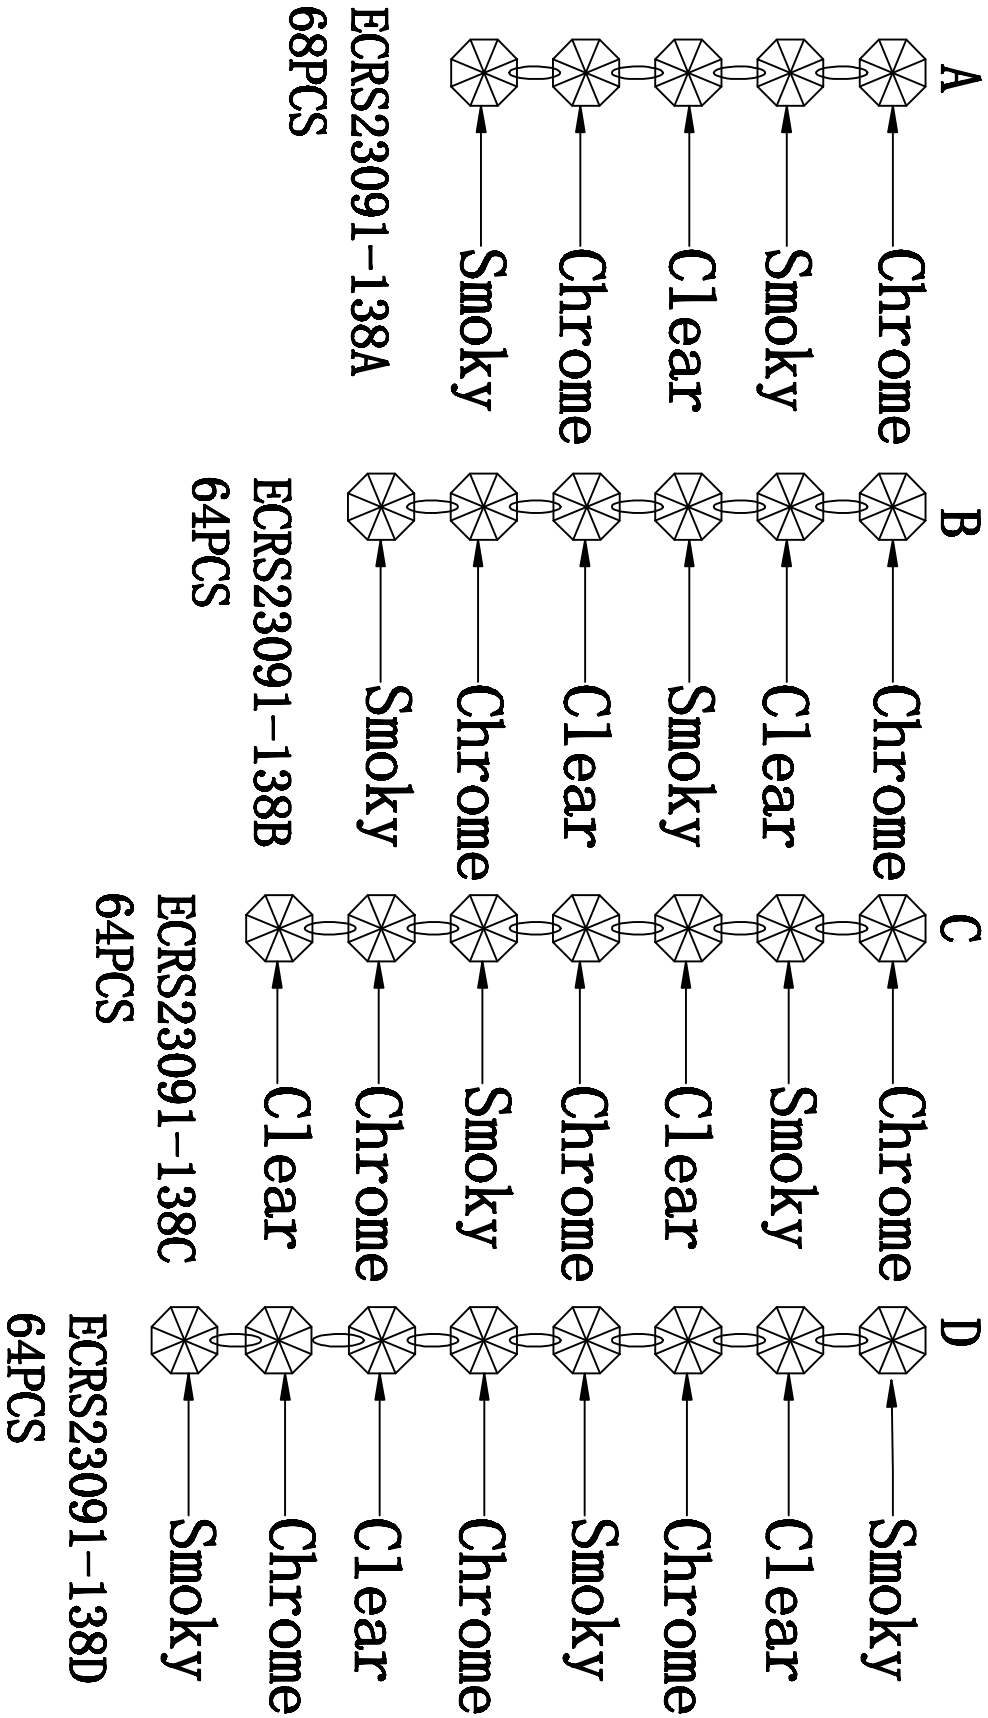 A
Chrome
Smoky
Clear
Chrome
Smoky
ECRS23091-138A
68PCS
B
Chrome
Clear
Smoky
Clear
Chrome
Smoky
ECRS23091-138B
64PCS
C
Chrome
Smoky
Clear
Chrome
Smoky
Chrome
Clear
ECRS23091-138C
64PCS
D
Smoky
Clear
Chrome
Smoky
Chrome
Clear
Chrome
Smoky
ECRS23091-138D
64PCS